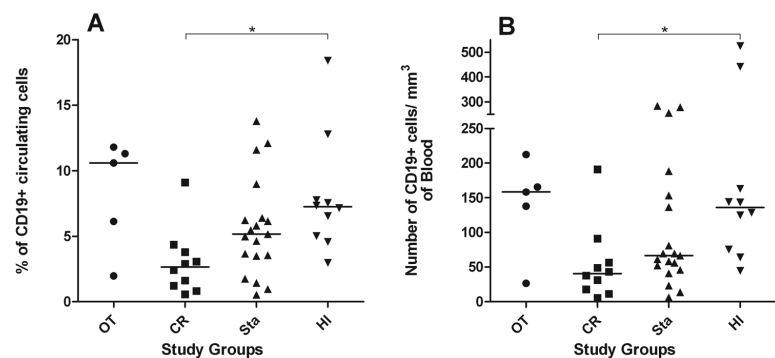 A
*
% of CD19+ circulating cells
20
15
10
5
0
OT
CR
Sta
HI
Study Groups
B
*
Number of CD19+ cells/ mm³
of Blood
500
400
300
250
200
150
100
50
0
OT
CR
Sta
HI
Study Groups